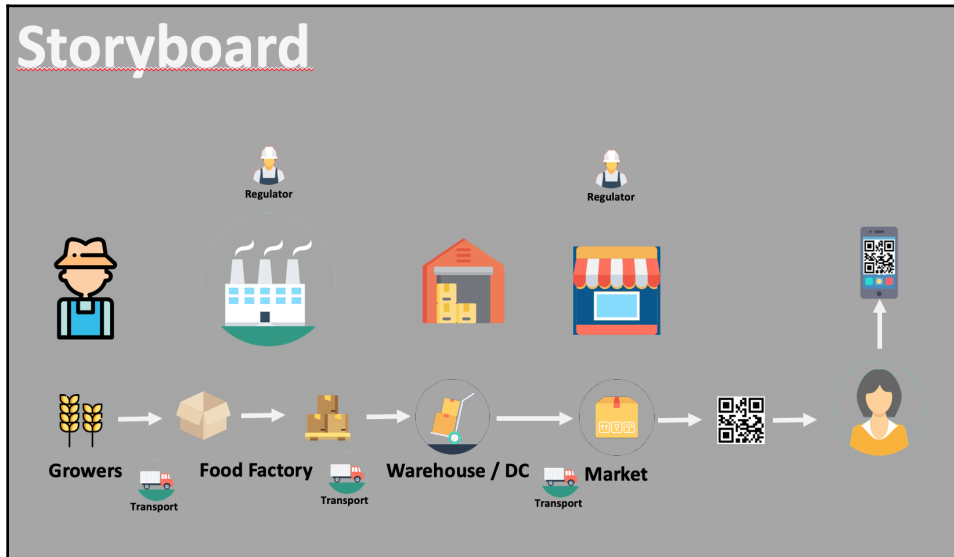 Storyboard
Regulator
Regulator
Growers
Food Factory
Warehouse / DC
Market
Transport
Transport
Transport